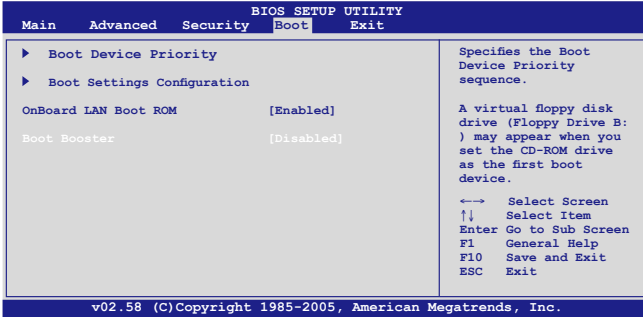 BIOS SETUP UTILITY
Main Advanced Security Boot Exit
Boot Device Priority
Boot Settings Configuration
OnBoard LAN Boot ROM [Enabled]
Boot Booster [Disabled]
Specifies the Boot
Device Priority
sequence.
A virtual floppy disk
drive (Floppy Drive B:
) may appear when you
set the CD-ROM drive
as the first boot
device.
←→ Select Screen
↑↓ Select Item
Enter Go to Sub Screen
F1 General Help
F10 Save and Exit
ESC Exit
v02.58 (C)Copyright 1985-2005, American Megatrends, Inc.